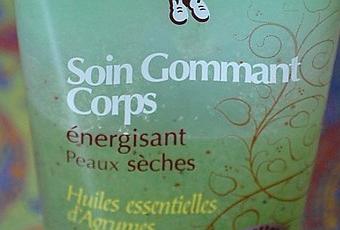 Soin Gommant
Corps
énergisant
Peaux sèches
Huiles essentielles
d'Agrumes